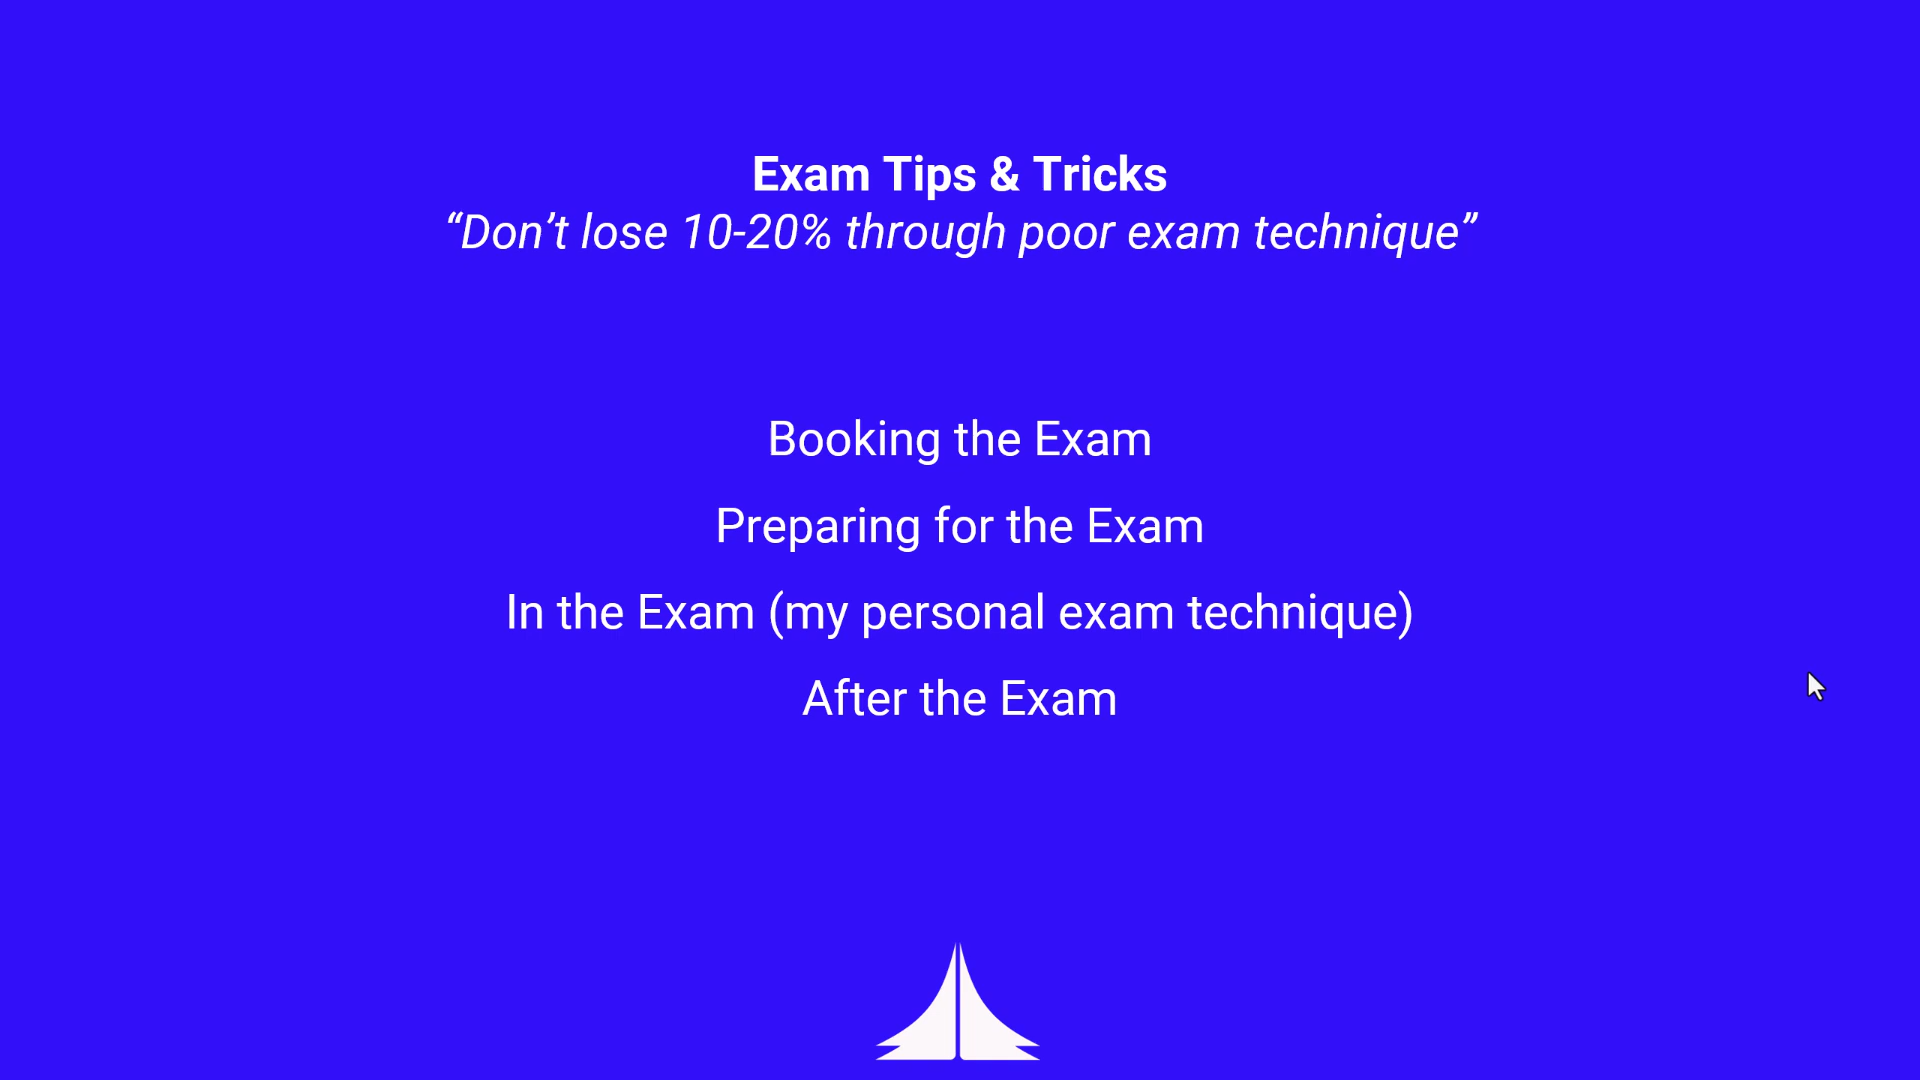 Exam Tips & Tricks
“Don’t lose 10-20% through poor exam technique”
Booking the Exam
Preparing for the Exam
In the Exam (my personal exam technique)
After the Exam